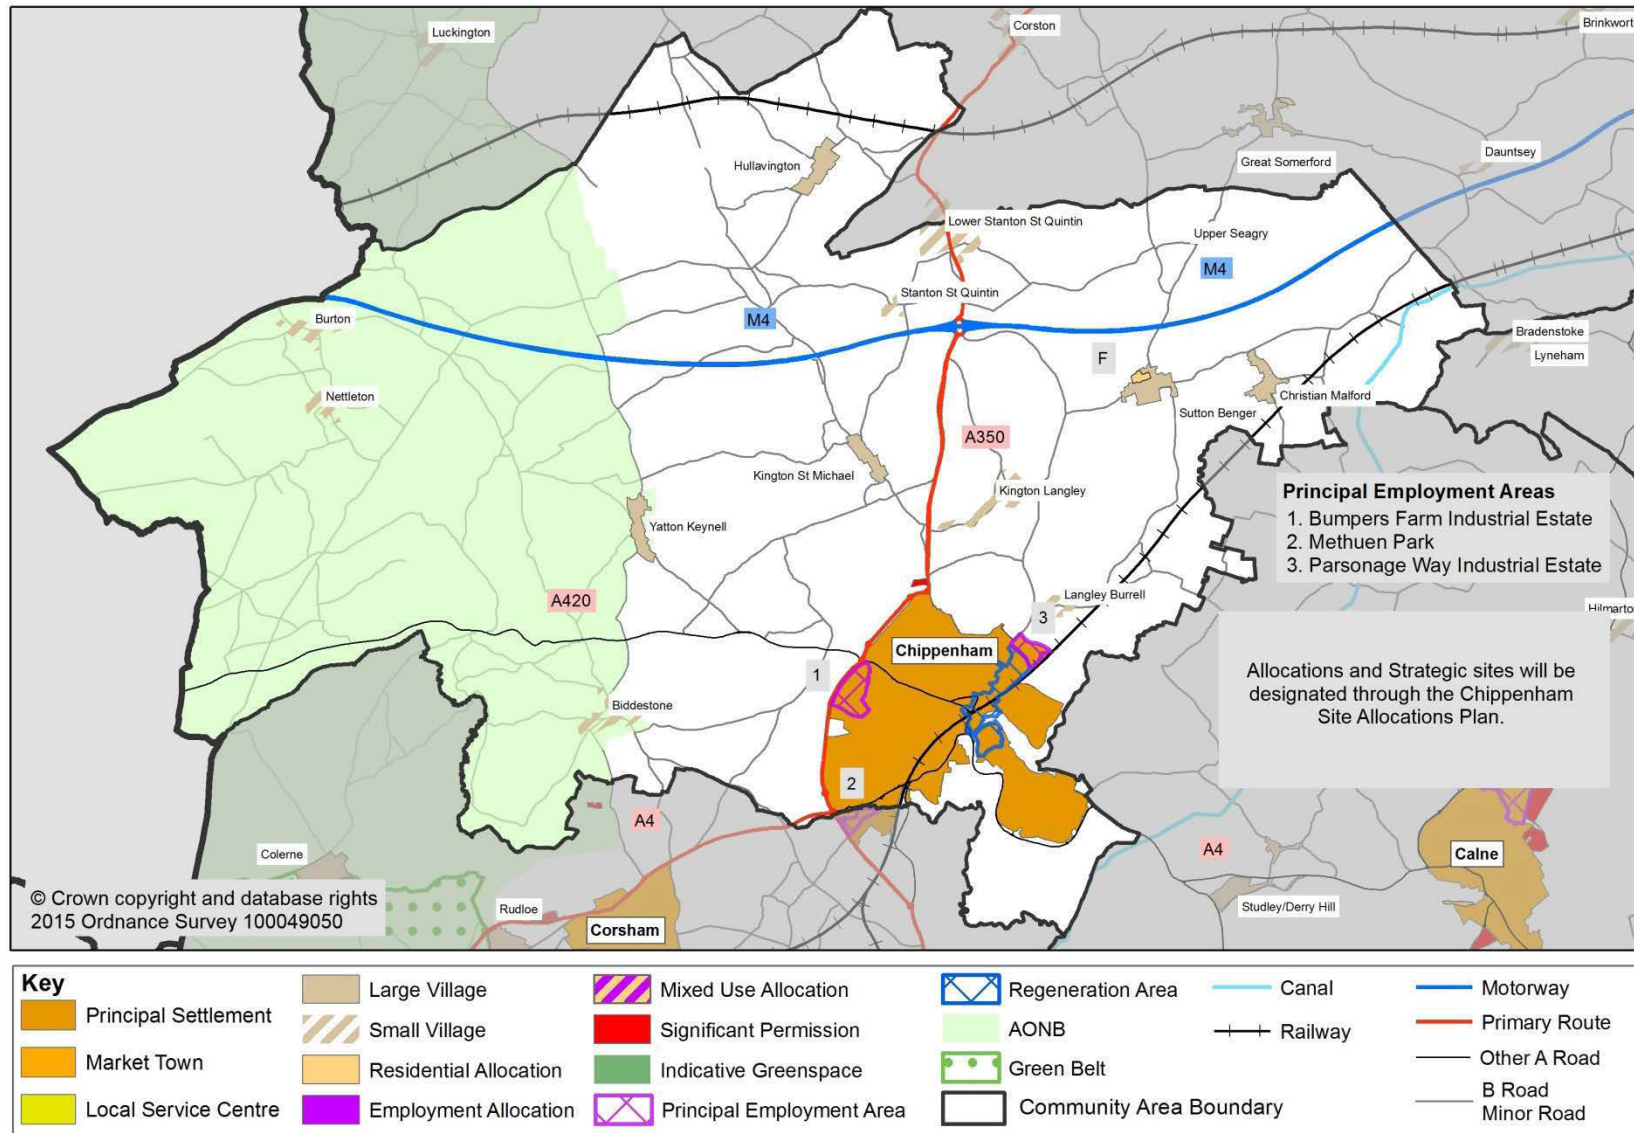 Luckington
Corston
Brinkwort
Hullavington
Great Somerford
Dauntsey
Lower Stanton St Quintin
Upper Seagry
M4
Stanton St Quintin
Burton
M4
Bradenstoke
Lyneham
F
Nettleton
Christian Malford
Sutton Benger
A350
Kington St Michael
Kington Langley
Yatton Keynell
Principal Employment Areas
1. Bumpers Farm Industrial Estate
2. Methuen Park
3. Parsonage Way Industrial Estate
A420
Langley Burrell
Hilmarto
3
Chippenham
1
Biddestone
Allocations and Strategic sites will be
designated through the Chippenham
Site Allocations Plan.
2
A4
A4
Colerne
Calne
© Crown copyright and database rights
2015 Ordnance Survey 100049050
Rudloe
Corsham
Studley/Derry Hill
Key
Principal Settlement
Market Town
Local Service Centre
Large Village
Small Village
Residential Allocation
Employment Allocation
Mixed Use Allocation
Significant Permission
Indicative Greenspace
Principal Employment Area
Regeneration Area
AONB
Green Belt
Community Area Boundary
Canal
Railway
Motorway
Primary Route
Other A Road
B Road
Minor Road